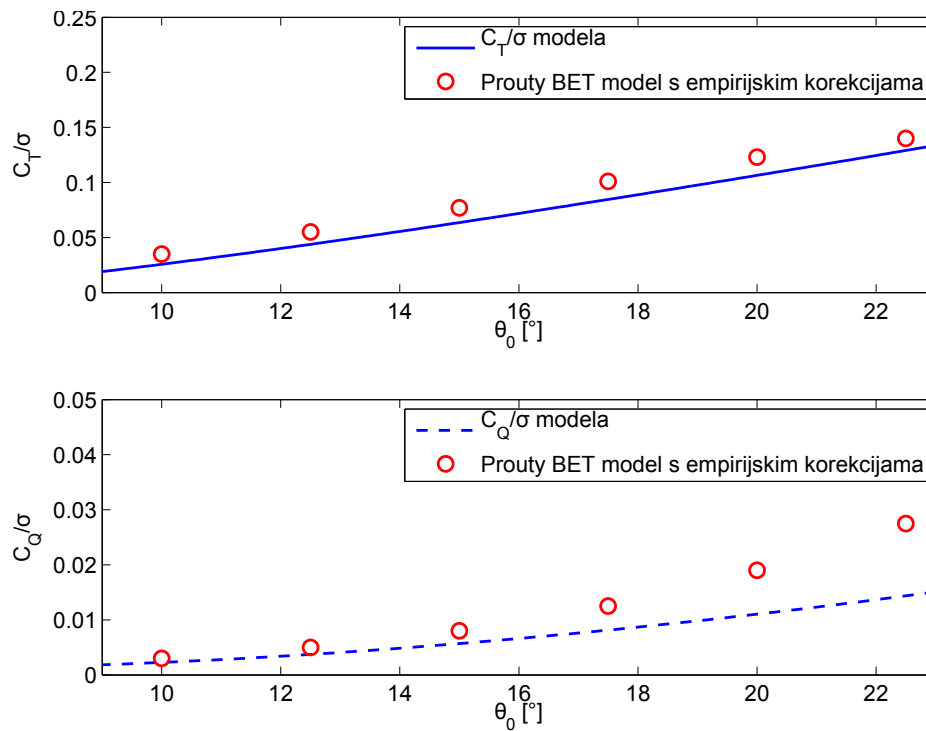 0.25
0.2
0.15
0.1
0.05
0
C_T/σ
C_T/σ modela
Prouty BET model s empirijskim korekcijama
10 12 14 16 18 20 22
θ_0 [°]
0.05
0.04
0.03
0.02
0.01
0
C_Q/σ
C_Q/σ modela
Prouty BET model s empirijskim korekcijama
10 12 14 16 18 20 22
θ_0 [°]